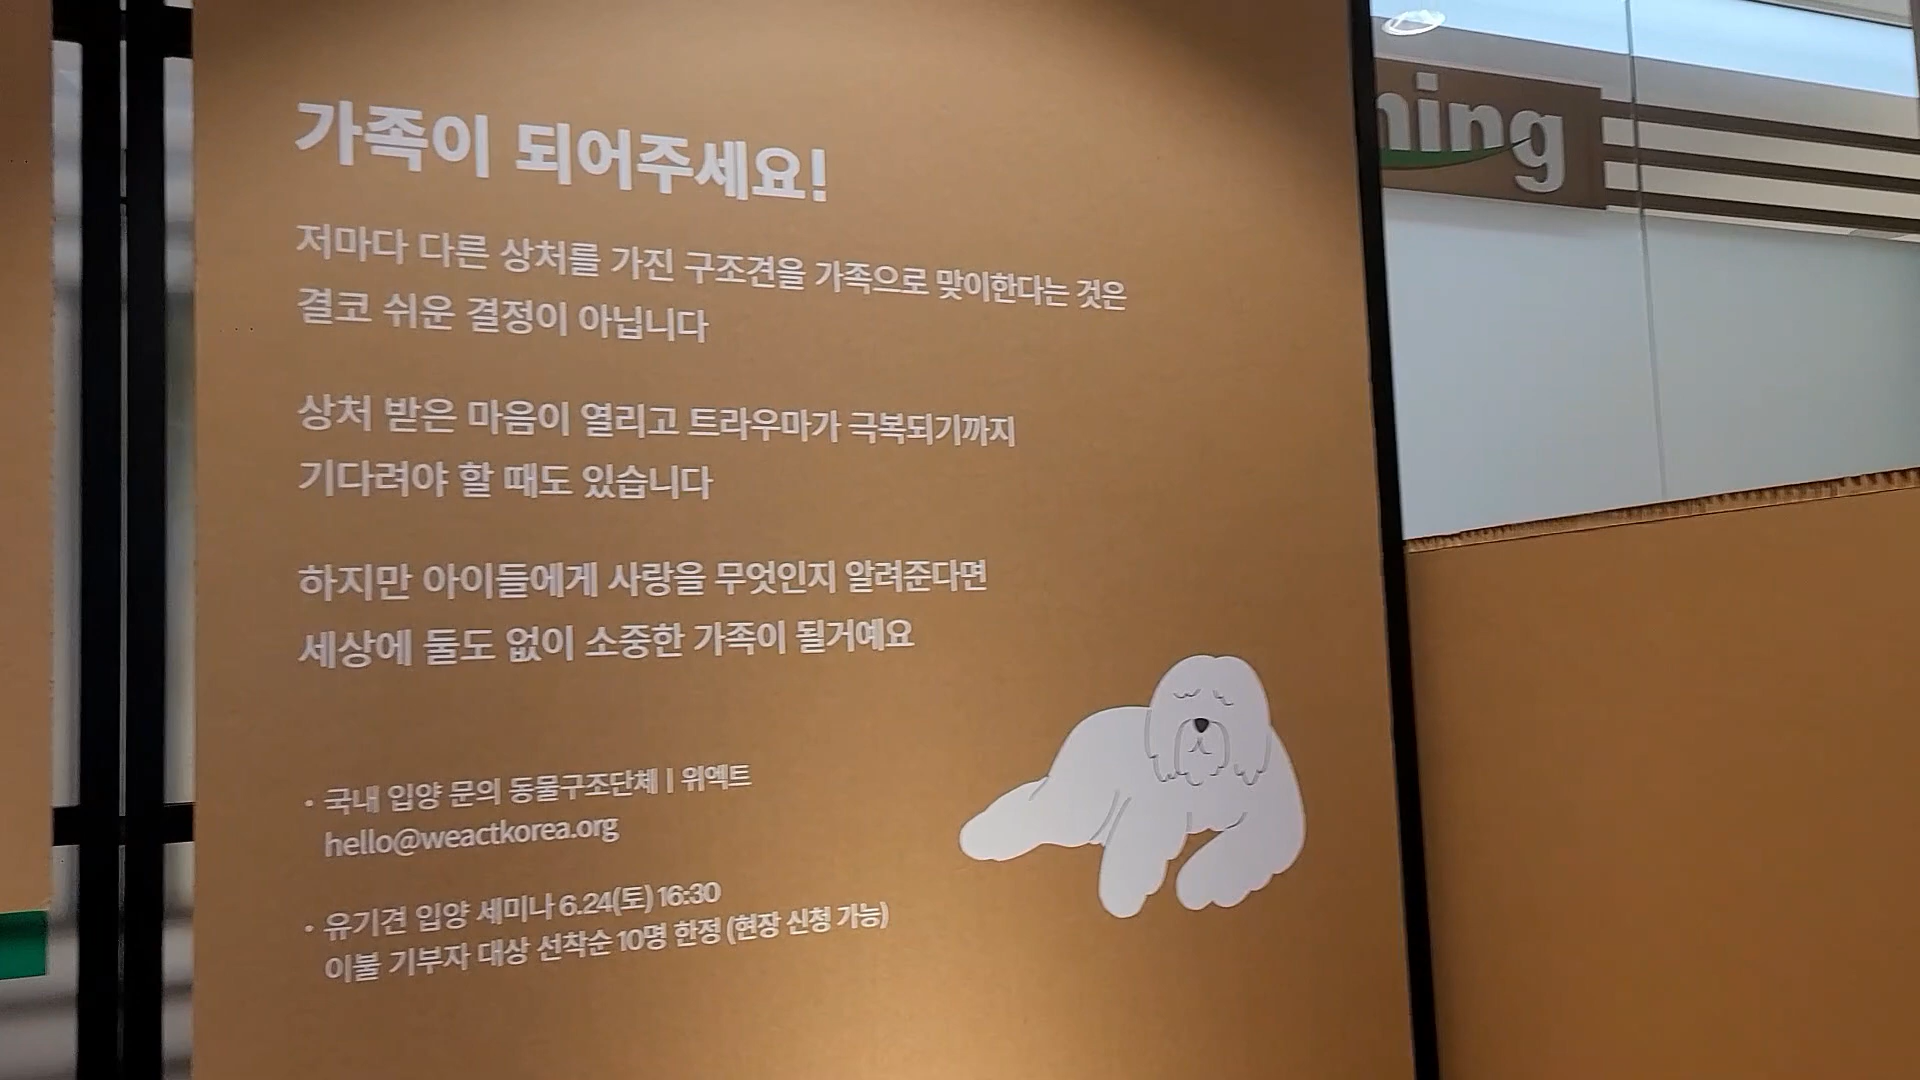 가족이 되어주세요!
저마다 다른 상처를 가진 구조견을 가족으로 맞이한다는 것은
결코 쉬운 결정이 아닙니다
상처 받은 마음이 열리고 트라우마가 극복되기까지
기다려야 할 때도 있습니다
하지만 아이들에게 사랑을 무엇인지 알려준다면
세상에 둘도 없이 소중한 가족이 될거예요
• 국내 입양 문의 동물구조단체 | 위엑트
hello@weactkorea.org
• 유기견 입양 세미나 6.24(토) 16:30
이불 기부자 대상 선착순 10명 한정 (현장 신청 가능)
ning